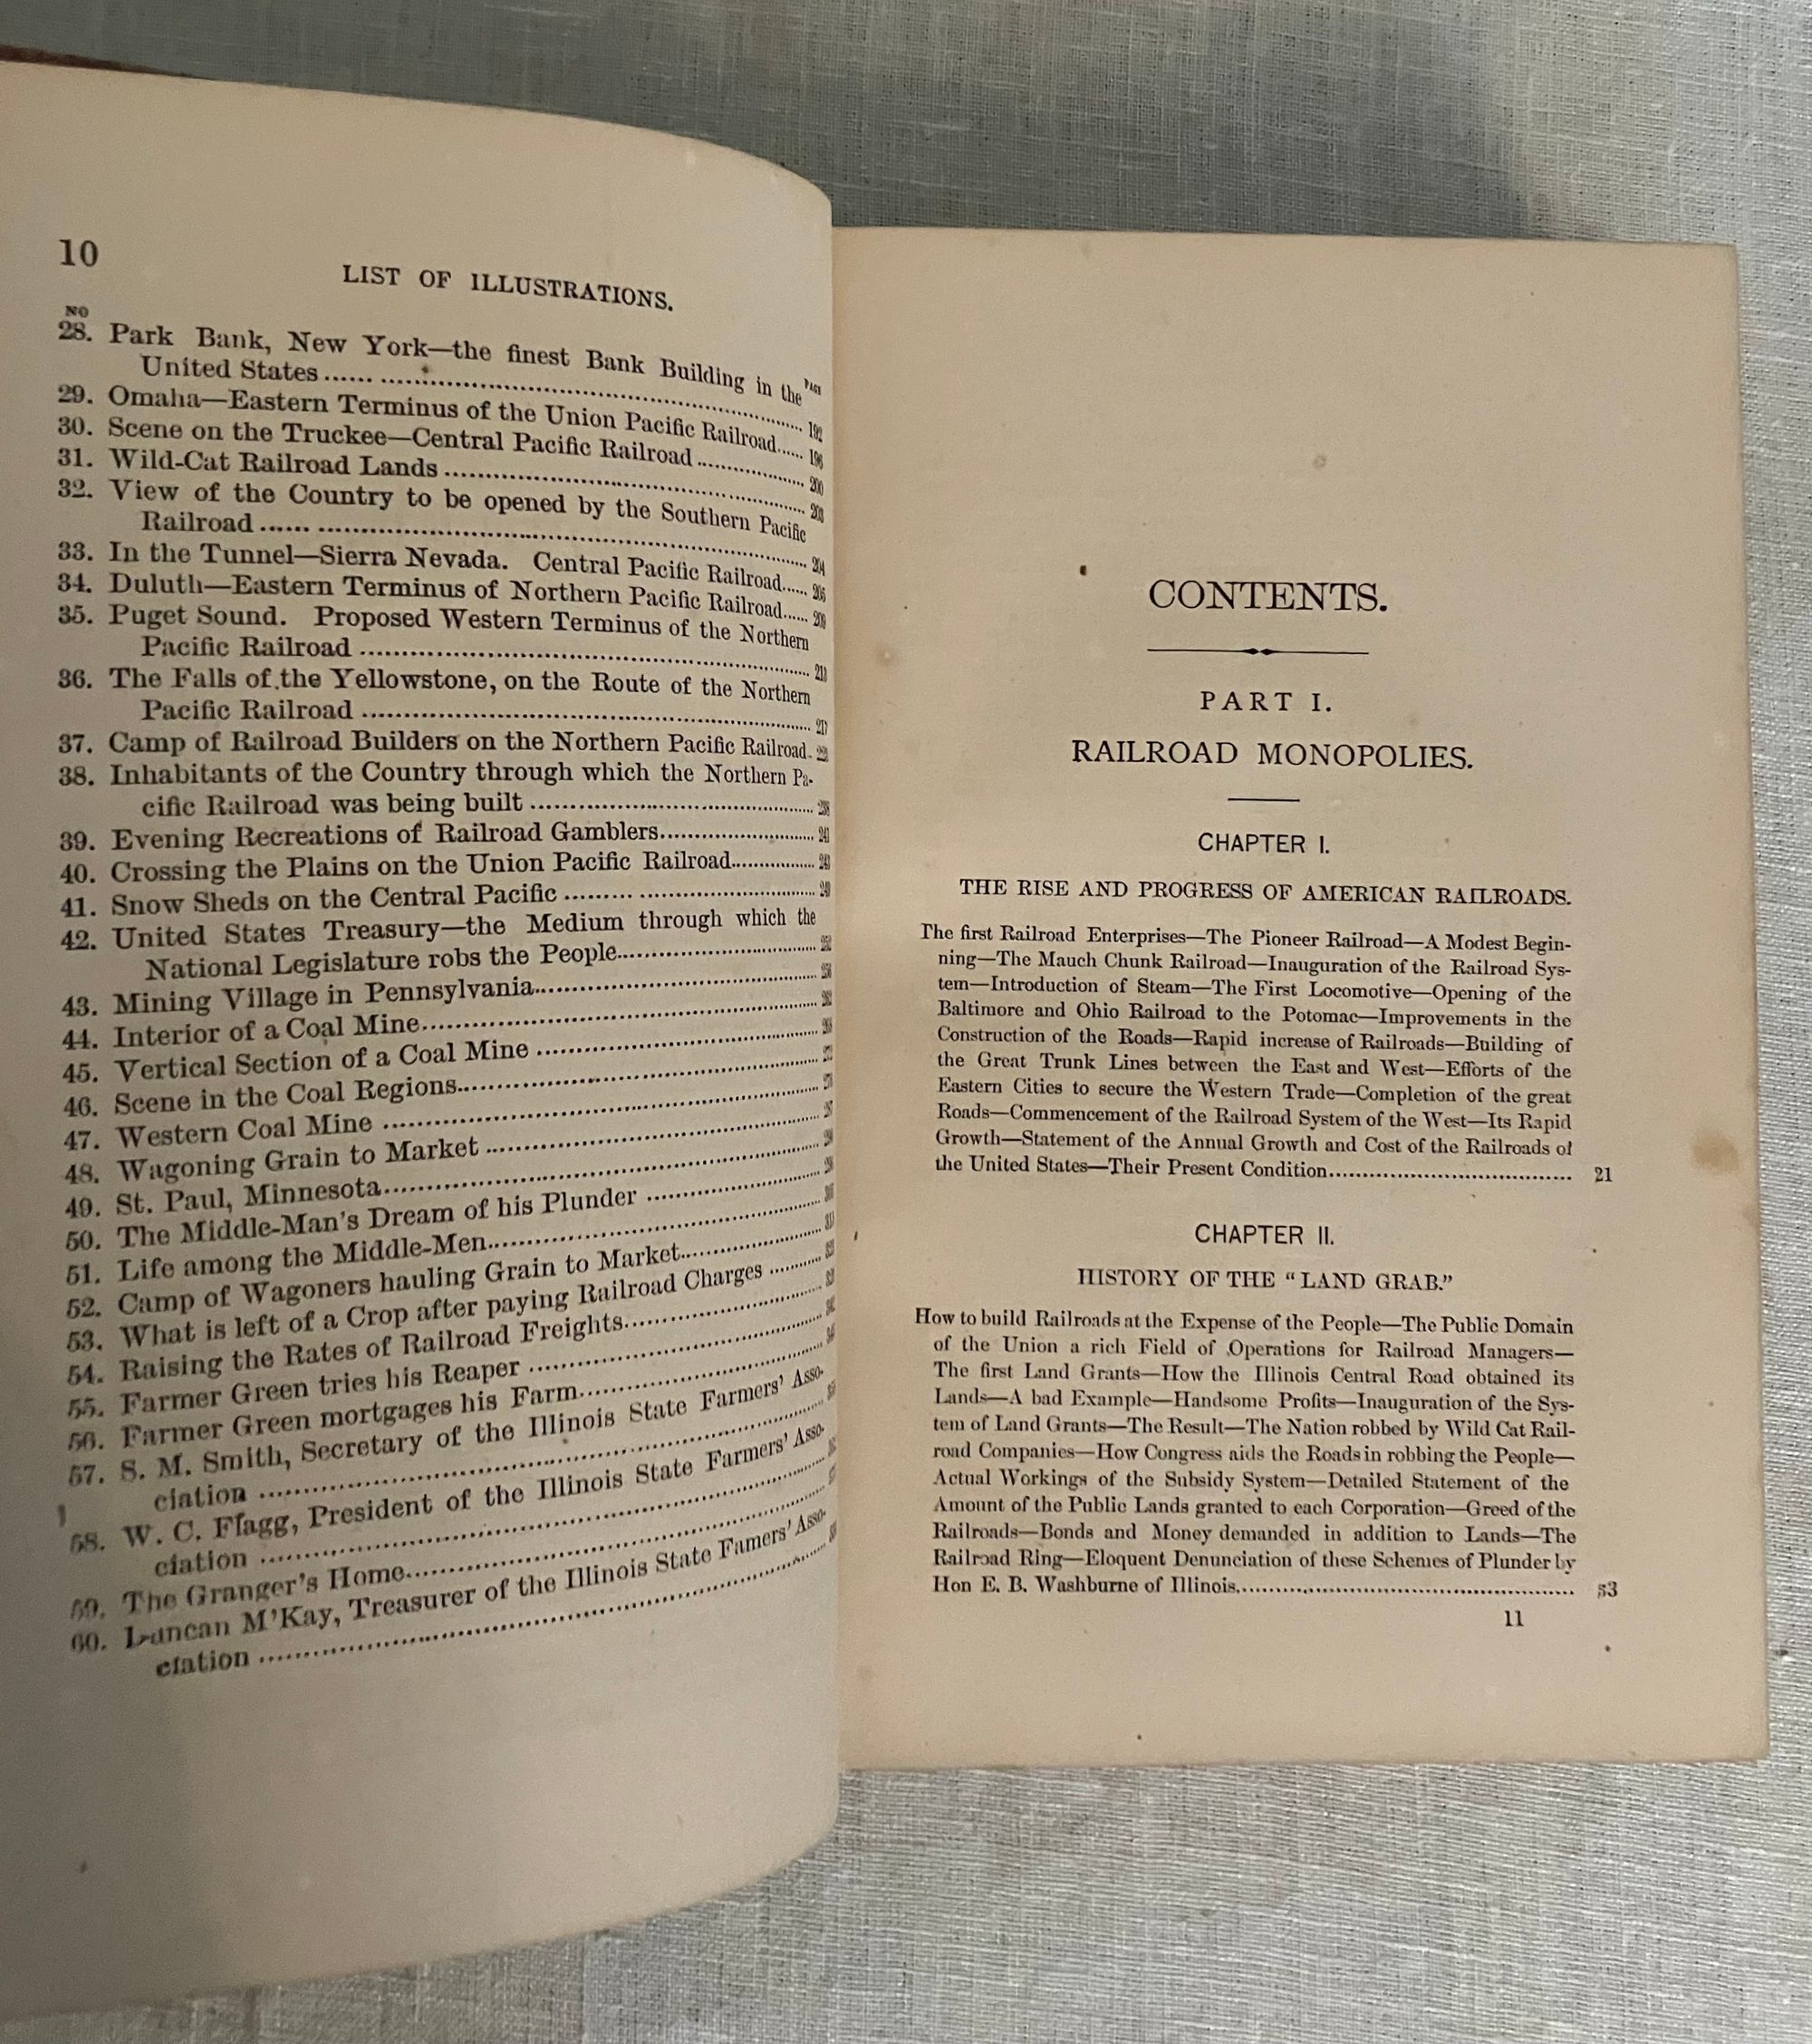 10
LIST OF ILLUSTRATIONS.
NO
PAGE
28. Park Bank, New York—the finest Bank Building in the
United States...... ........................ 192
29. Omaha—Eastern Terminus of the Union Pacific Railroad...... 196
30. Scene on the Truckee—Central Pacific Railroad............... 200
31. Wild-Cat Railroad Lands........................ 203
32. View of the Country to be opened by the Southern Pacific
Railroad...... ........................ 204
33. In the Tunnel—Sierra Nevada. Central Pacific Railroad......
34. Duluth—Eastern Terminus of Northern Pacific Railroad......
35. Puget Sound. Proposed Western Terminus of the Northern
Pacific Railroad........................
36. The Falls of the Yellowstone, on the Route of the Northern
Pacific Railroad........................
37. Camp of Railroad Builders on the Northern Pacific Railroad.
38. Inhabitants of the Country through which the Northern Pa-
cific Railroad was being built........................
39. Evening Recreations of Railroad Gamblers........................
40. Crossing the Plains on the Union Pacific Railroad...............
41. Snow Sheds on the Central Pacific......... ...............
42. United States Treasury—the Medium through which the
National Legislature robs the People........................
43. Mining Village in Pennsylvania........................
44. Interior of a Coal Mine........................
45. Vertical Section of a Coal Mine........................
46. Scene in the Coal Regions........................
47. Western Coal Mine........................
48. Wagoning Grain to Market........................
49. St. Paul, Minnesota........................
50. The Middle-Man's Dream of his Plunder........................
51. Life among the Middle-Men........................
52. Camp of Wagoners hauling Grain to Market........................
53. What is left of a Crop after paying Railroad Charges..........
54. Raising the Rates of Railroad Freights........................
55. Farmer Green tries his Reaper........................
56. Farmer Green mortgages his Farm........................
57. S. M. Smith, Secretary of the Illinois State Farmers' Asso-
ciation........................
58. W. C. Flagg, President of the Illinois State Farmers' Asso-
ciation........................
59. The Granger's Home........................
60. Duncan M'Kay, Treasurer of the Illinois State Famers' Asso-
ciation........................
CONTENTS.
PART I.
RAILROAD MONOPOLIES.
CHAPTER I.
THE RISE AND PROGRESS OF AMERICAN RAILROADS.
The first Railroad Enterprises—The Pioneer Railroad—A Modest Begin-
ning—The Mauch Chunk Railroad—Inauguration of the Railroad Sys-
tem—Introduction of Steam—The First Locomotive—Opening of the
Baltimore and Ohio Railroad to the Potomac—Improvements in the
Construction of the Roads—Rapid increase of Railroads—Building of
the Great Trunk Lines between the East and West—Efforts of the
Eastern Cities to secure the Western Trade—Completion of the great
Roads—Commencement of the Railroad System of the West—Its Rapid
Growth—Statement of the Annual Growth and Cost of the Railroads of
the United States—Their Present Condition........................ 21
CHAPTER II.
HISTORY OF THE "LAND GRAB."
How to build Railroads at the Expense of the People—The Public Domain
of the Union a rich Field of Operations for Railroad Managers—
The first Land Grants—How the Illinois Central Road obtained its
Lands—A bad Example—Handsome Profits—Inauguration of the Sys-
tem of Land Grants—The Result—The Nation robbed by Wild Cat Rail-
road Companies—How Congress aids the Roads in robbing the People—
Actual Workings of the Subsidy System—Detailed Statement of the
Amount of the Public Lands granted to each Corporation—Greed of the
Railroads—Bonds and Money demanded in addition to Lands—The
Railroad Ring—Eloquent Denunciation of these Schemes of Plunder by
Hon E. B. Washburne of Illinois........................ 53
11